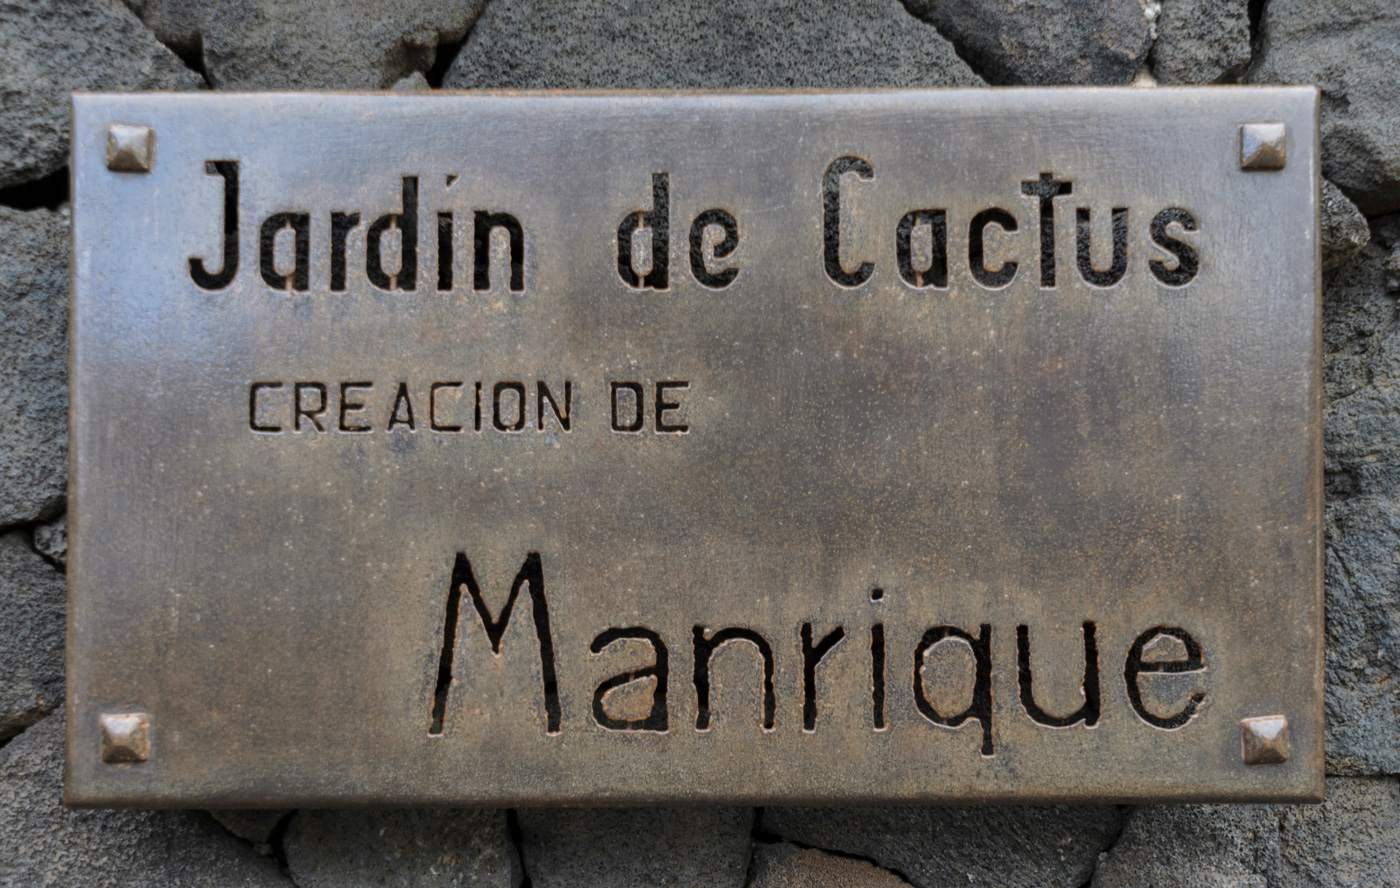 Jardín de Cactus
CREACION DE
Manrique